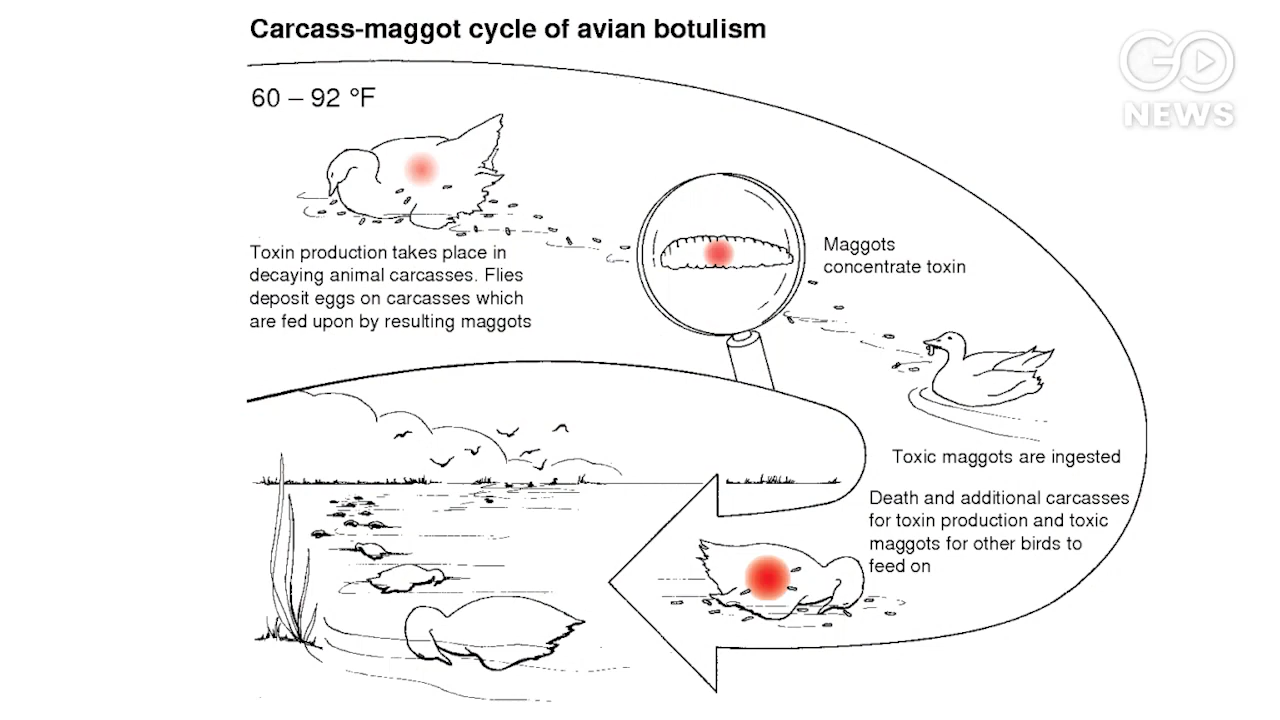 Carcass-maggot cycle of avian botulism
GO
NEWS
60 – 92 °F
Toxin production takes place in
decaying animal carcasses. Flies
deposit eggs on carcasses which
are fed upon by resulting maggots
Maggots
concentrate toxin
Toxic maggots are ingested
Death and additional carcasses
for toxin production and toxic
maggots for other birds to
feed on